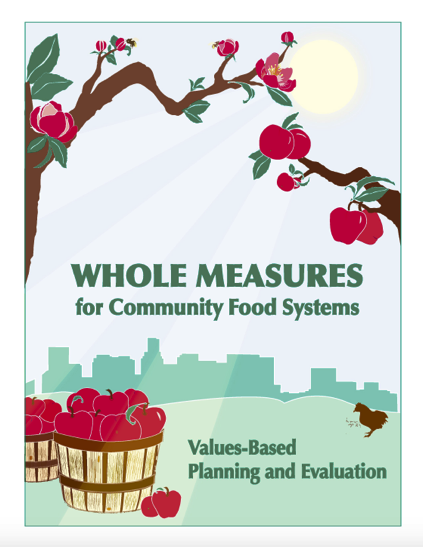 WHOLE MEASURES
for Community Food Systems
Values-Based
Planning and Evaluation